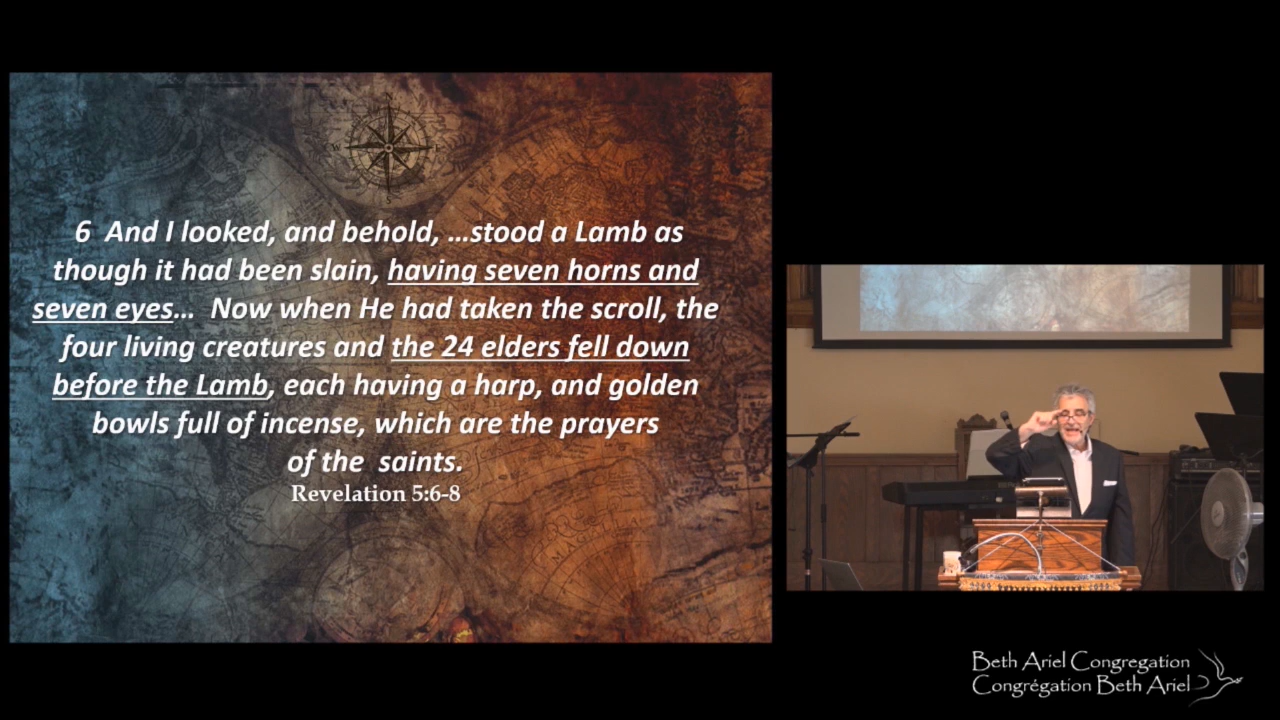 N
W E
S
6 And I looked, and behold, …stood a Lamb as
though it had been slain, having seven horns and
seven eyes… Now when He had taken the scroll, the
four living creatures and the 24 elders fell down
before the Lamb, each having a harp, and golden
bowls full of incense, which are the prayers
of the saints.
Revelation 5:6-8
Beth Ariel Congregation
Congrégation Beth Ariel